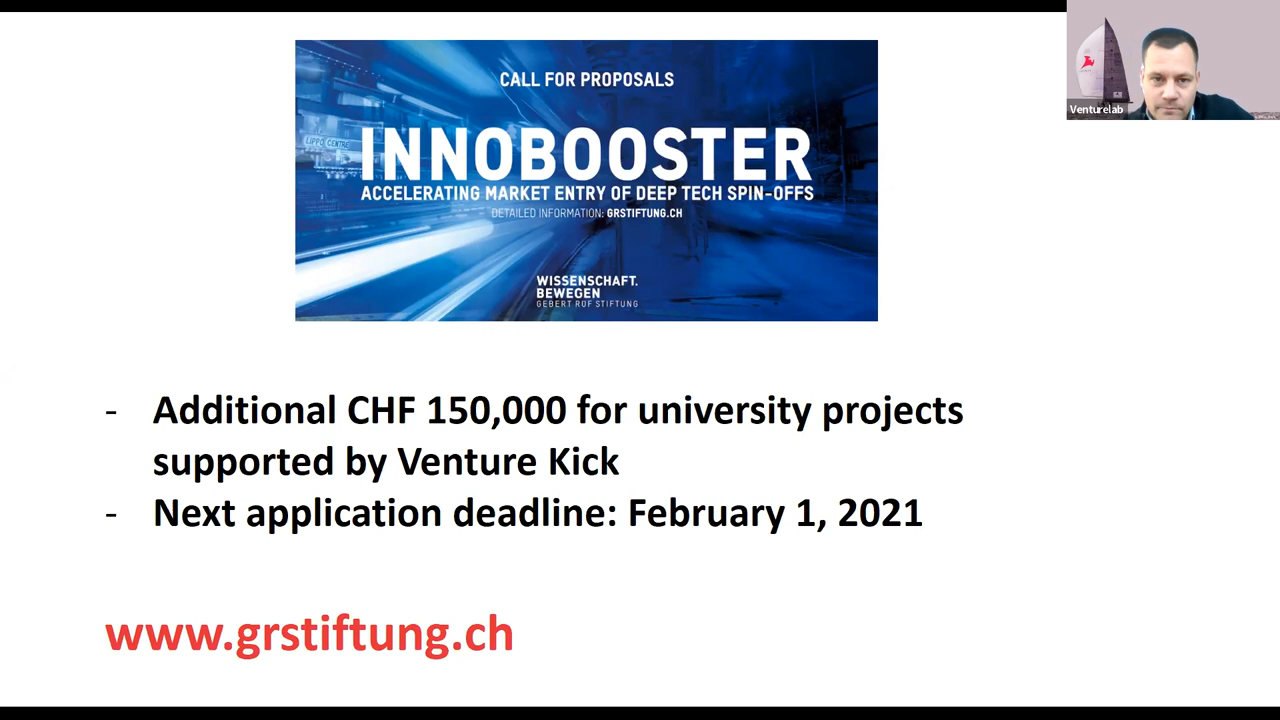 CALL FOR PROPOSALS
INNOBOOSTER
ACCELERATING MARKET ENTRY OF DEEP TECH SPIN-OFFS
DETAILED INFORMATION: GRSTIFTUNG.CH
LIPPO CENTRE
WISSENSCHAFT.
BEWEGEN
GEBERT RÜF STIFTUNG
Venturelab
- Additional CHF 150,000 for university projects
supported by Venture Kick
- Next application deadline: February 1, 2021
www.grstiftung.ch